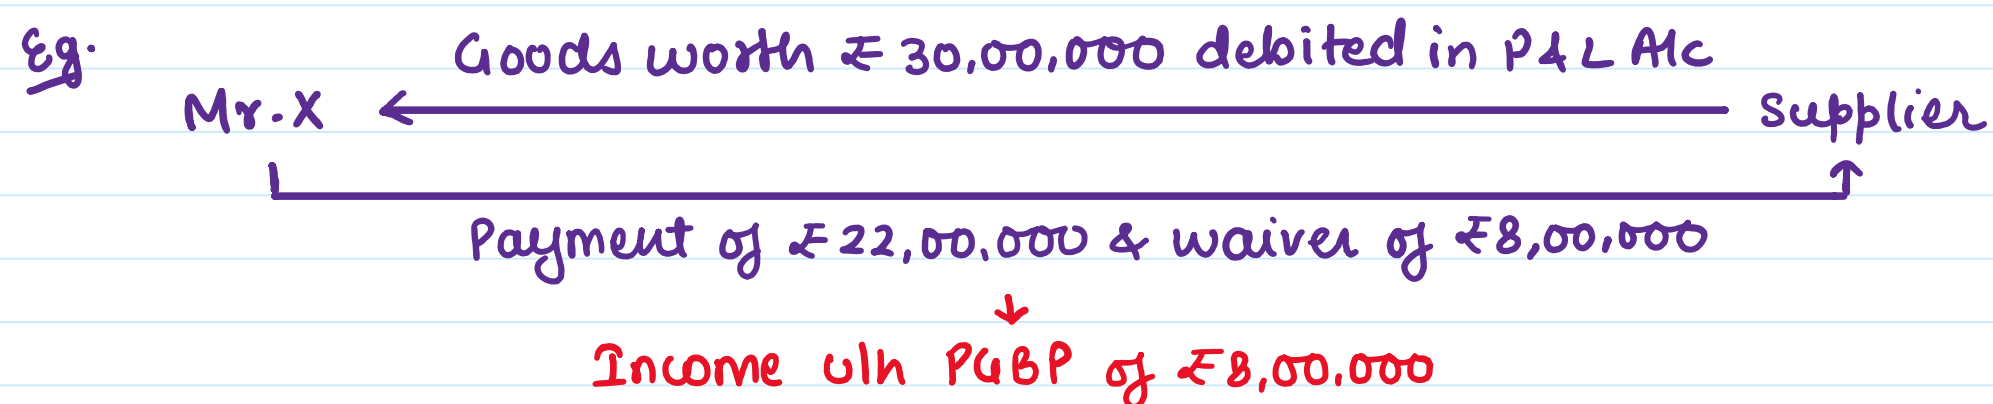 Eg.
Goods worth ₹30,00,000 debited in P&L A/c
Mr. X
Supplier
Payment of ₹22,00,000 & waiver of ₹8,00,000
Income u/h PGBP of ₹8,00,000